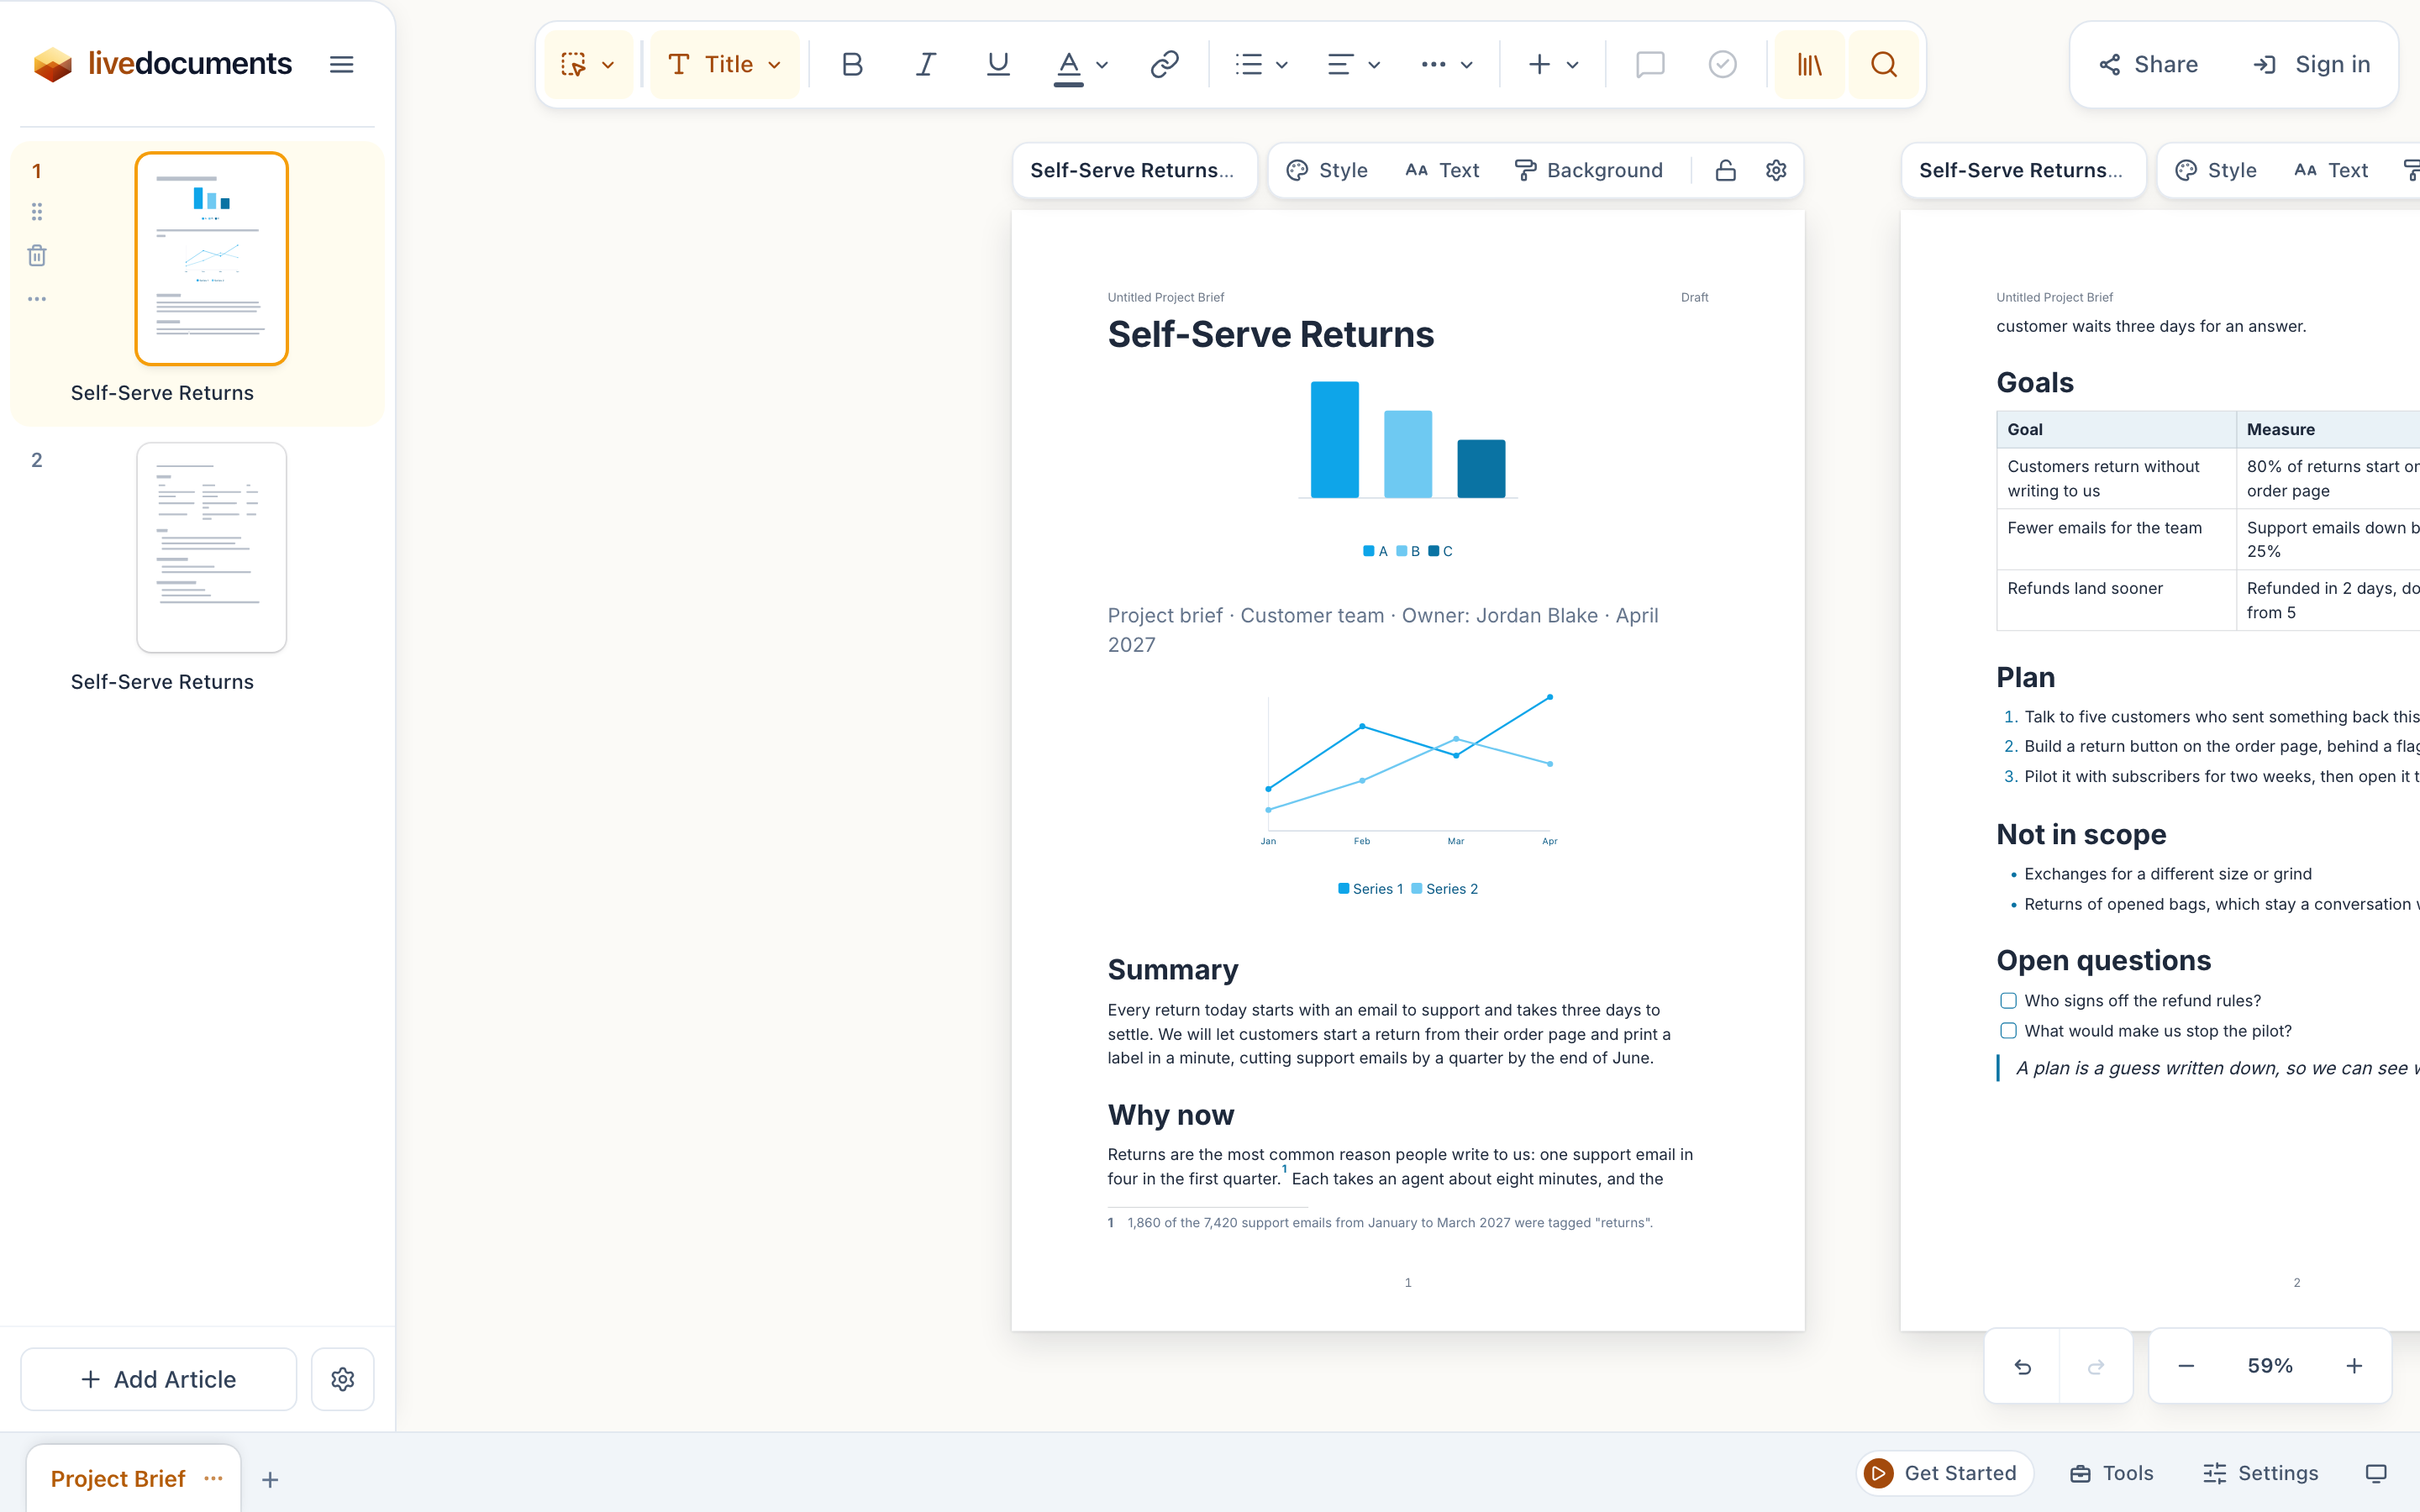 livedocuments
Title
Share
Sign in
1
Self-Serve Returns
2
Self-Serve Returns
Add Article
Self-Serve Returns...
Style
Text
Background
Untitled Project Brief
Draft
Self-Serve Returns
A B C
Project brief · Customer team · Owner: Jordan Blake · April
2027
Jan Feb Mar Apr
Series 1 Series 2
Summary
Every return today starts with an email to support and takes three days to
settle. We will let customers start a return from their order page and print a
label in a minute, cutting support emails by a quarter by the end of June.
Why now
Returns are the most common reason people write to us: one support email in
four in the first quarter.1 Each takes an agent about eight minutes, and the
1 1,860 of the 7,420 support emails from January to March 2027 were tagged "returns".
1
Self-Serve Returns...
Style
Text
Untitled Project Brief
customer waits three days for an answer.
Goals
Goal Measure
Customers return without
writing to us
80% of returns start on
order page
Fewer emails for the team
Support emails down b
25%
Refunds land sooner
Refunded in 2 days, do
from 5
Plan
1. Talk to five customers who sent something back this
2. Build a return button on the order page, behind a flag
3. Pilot it with subscribers for two weeks, then open it t
Not in scope
• Exchanges for a different size or grind
• Returns of opened bags, which stay a conversation w
Open questions
Who signs off the refund rules?
What would make us stop the pilot?
A plan is a guess written down, so we can see w
2
59%
Project Brief
Get Started
Tools
Settings